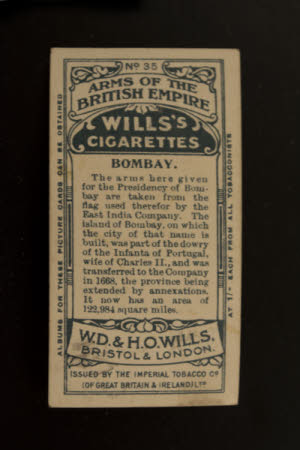 Nº 35
ARMS OF THE
BRITISH EMPIRE
WILLS'S
CIGARETTES
BOMBAY.
The arms here given
for the Presidency of Bom-
bay are taken from the
flag used therefor by the
East India Company. The
island of Bombay, on which
the city of that name is
built, was part of the dowry
of the Infanta of Portugal,
wife of Charles II., and was
transferred to the Company
in 1668, the province being
extended by annexations.
It now has an area of
122,984 square miles.
W.D. & H.O. WILLS.
BRISTOL & LONDON.
ISSUED BY THE IMPERIAL TOBACCO Cº
(OF GREAT BRITAIN & IRELAND) LTD
ALBUMS FOR THESE PICTURE CARDS CAN BE OBTAINED
AT 1/= EACH FROM ALL TOBACCONISTS